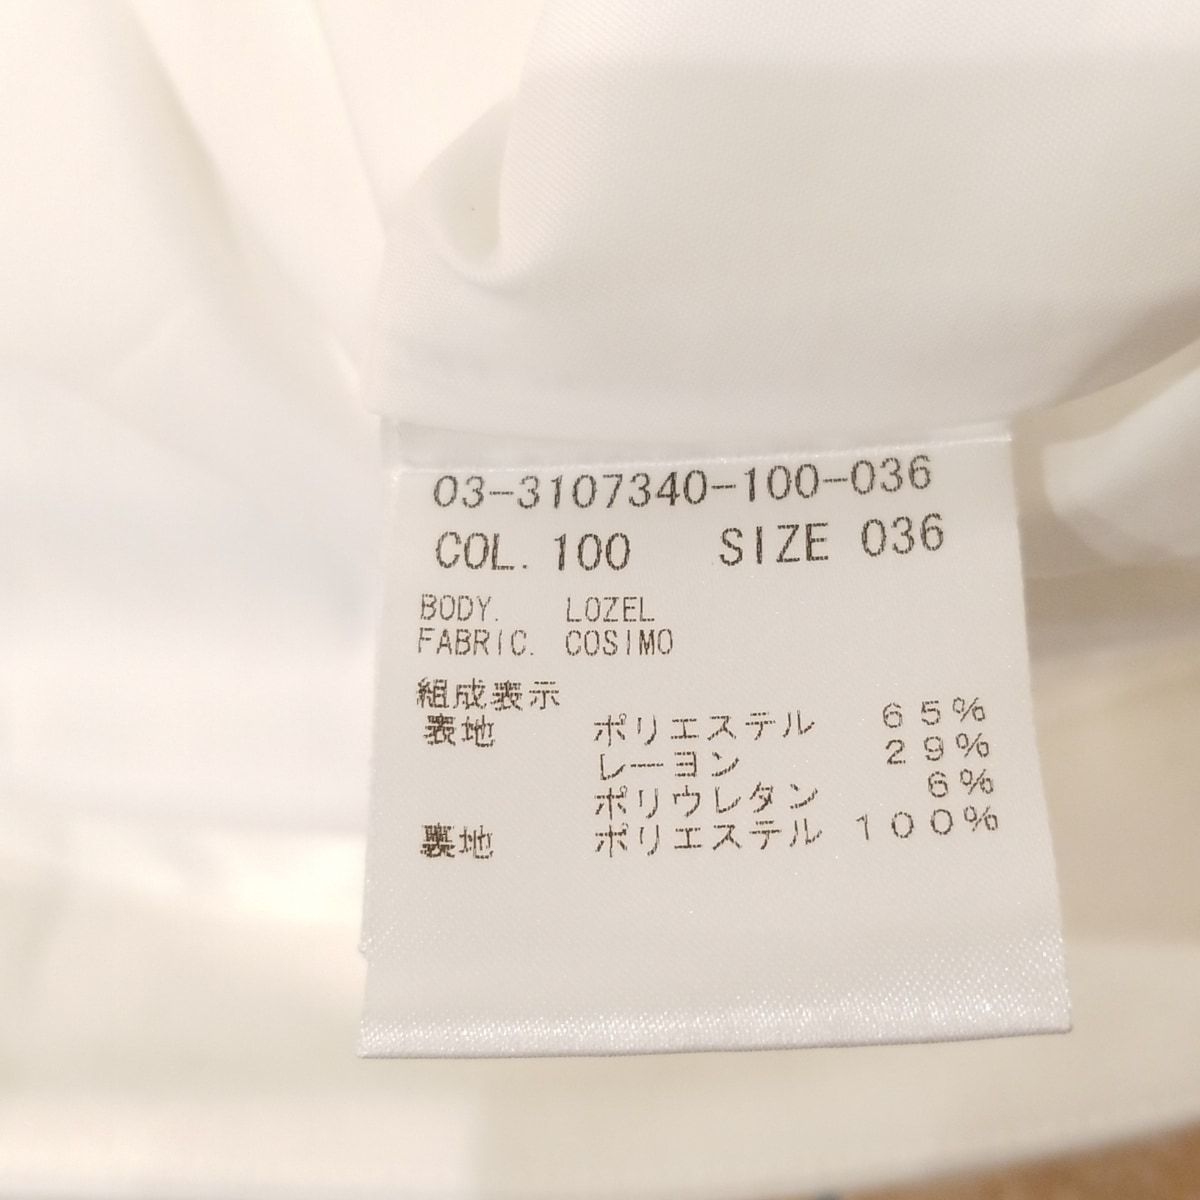 03-3107340-100-036
COL. 100 SIZE 036
BODY. LOZEL
FABRIC. COSIMO
組成表示
表地 ポリエステル 65%
レーヨン 29%
ポリウレタン 6%
裏地 ポリエステル 100%